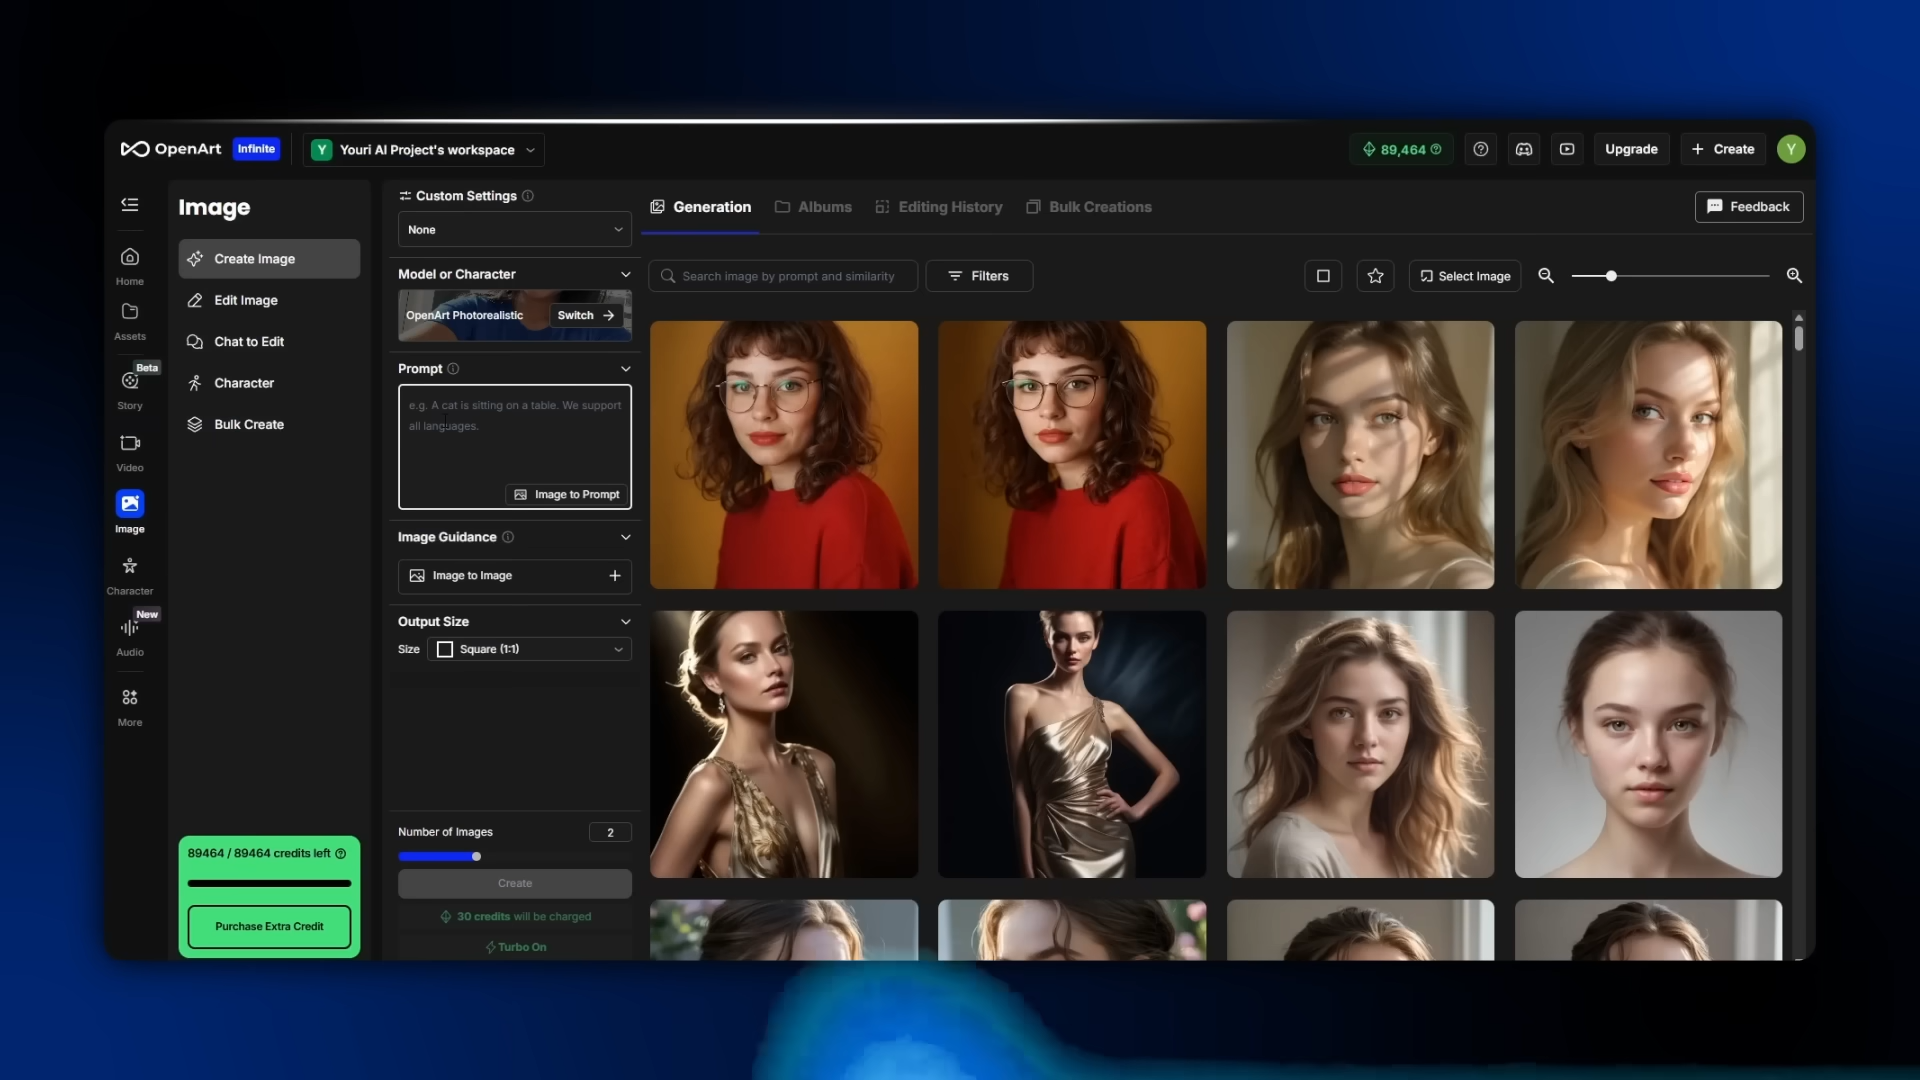 OpenArt Infinite
Y Youri AI Project's workspace
89,464
Upgrade
+ Create
Y
Home
Assets
Beta
Story
Video
Image
Character
New
Audio
More
Image
Create Image
Edit Image
Chat to Edit
Character
Bulk Create
89464 / 89464 credits left
Purchase Extra Credit
Custom Settings
None
Model or Character
OpenArt Photorealistic
Switch
Prompt
e.g. A cat is sitting on a table. We support
all languages.
Image to Prompt
Image Guidance
Image to Image
Output Size
Size
Square (1:1)
Number of Images
2
Create
30 credits will be charged
Turbo On
Generation
Albums
Editing History
Bulk Creations
Feedback
Search image by prompt and similarity
Filters
Select Image